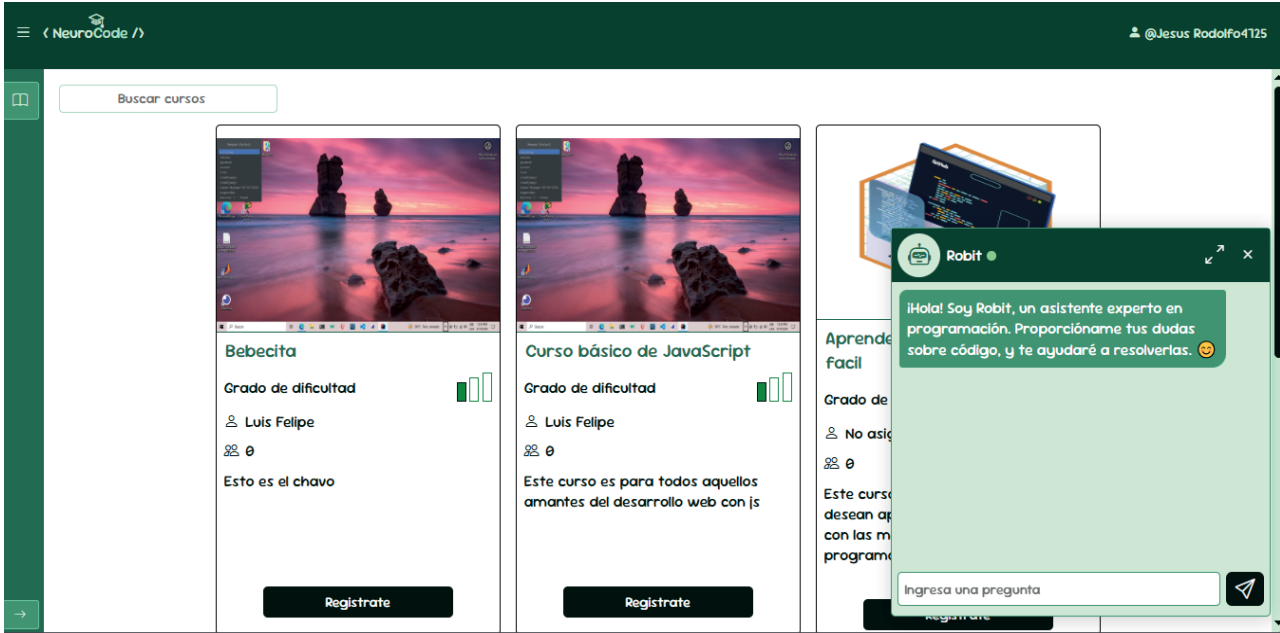 < NeuroCode />
@Jesus Rodolfo4125
Buscar cursos
Bebecita
Grado de dificultad
Luis Felipe
0
Esto es el chavo
Registrate
Curso básico de JavaScript
Grado de dificultad
Luis Felipe
0
Este curso es para todos aquellos
amantes del desarrollo web con js
Registrate
GitHub
Aprende
facil
Grado de
No asig
0
Este curso
desean ap
con las m
programa
Registrate
Robit
¡Hola! Soy Robit, un asistente experto en
programación. Proporcióname tus dudas
sobre código, y te ayudaré a resolverlas. 😊
Ingresa una pregunta